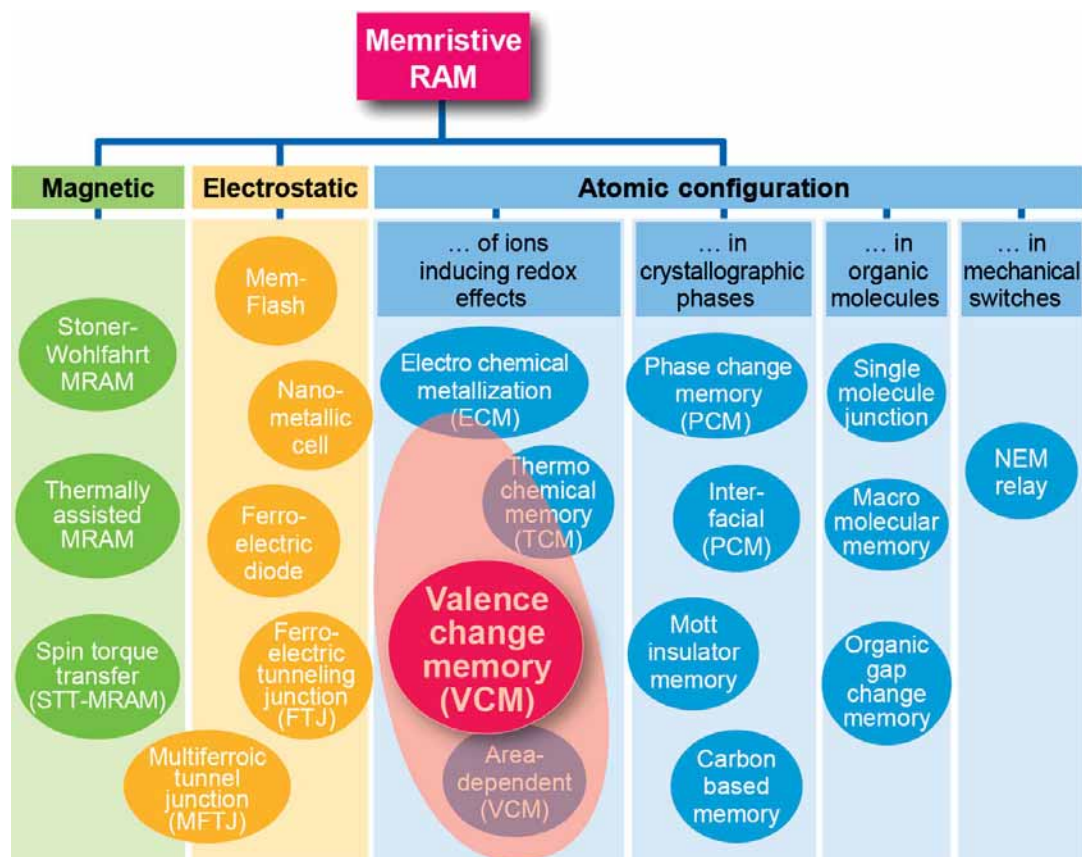 Memristive
RAM
Magnetic
Electrostatic
Atomic configuration
Stoner-
Wohlfahrt
MRAM
Thermally
assisted
MRAM
Spin torque
transfer
(STT-MRAM)
Mem-
Flash
Nano-
metallic
cell
Ferro-
electric
diode
Ferro-
electric
tunneling
junction
(FTJ)
Multiferroic
tunnel
junction
(MFTJ)
... of ions
inducing redox
effects
Electro chemical
metallization
(ECM)
Thermo
chemical
memory
(TCM)
Valence
change
memory
(VCM)
Area-
dependent
(VCM)
... in
crystallographic
phases
Phase change
memory
(PCM)
Inter-
facial
(PCM)
Mott
insulator
memory
Carbon
based
memory
... in
organic
molecules
Single
molecule
junction
Macro
molecular
memory
Organic
gap
change
memory
... in
mechanical
switches
NEM
relay